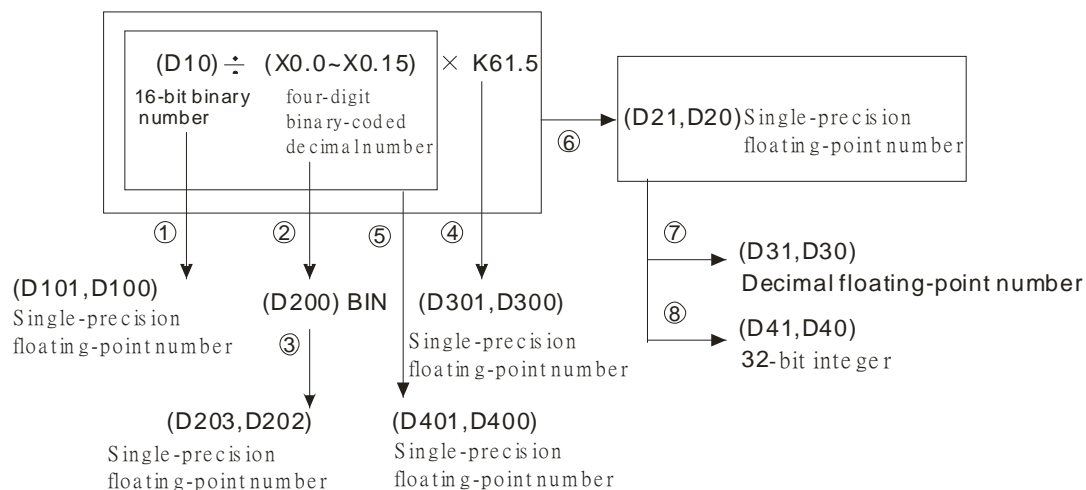 (D10) ÷ (X0.0~X0.15) × K61.5
16-bit binary
number
four-digit
binary-coded
decimal number
(D21,D20) Single-precision
floating-point number
⑥
① ② ⑤ ④
⑦
(D31,D30)
Decimal floating-point number
(D101,D100)
Single-precision
floating-point number
(D200) BIN
(D301,D300)
Single-precision
floating-point number
③
⑧
(D41,D40)
32-bit integer
(D203,D202)
Single-precision
floating-point number
(D401,D400)
Single-precision
floating-point number